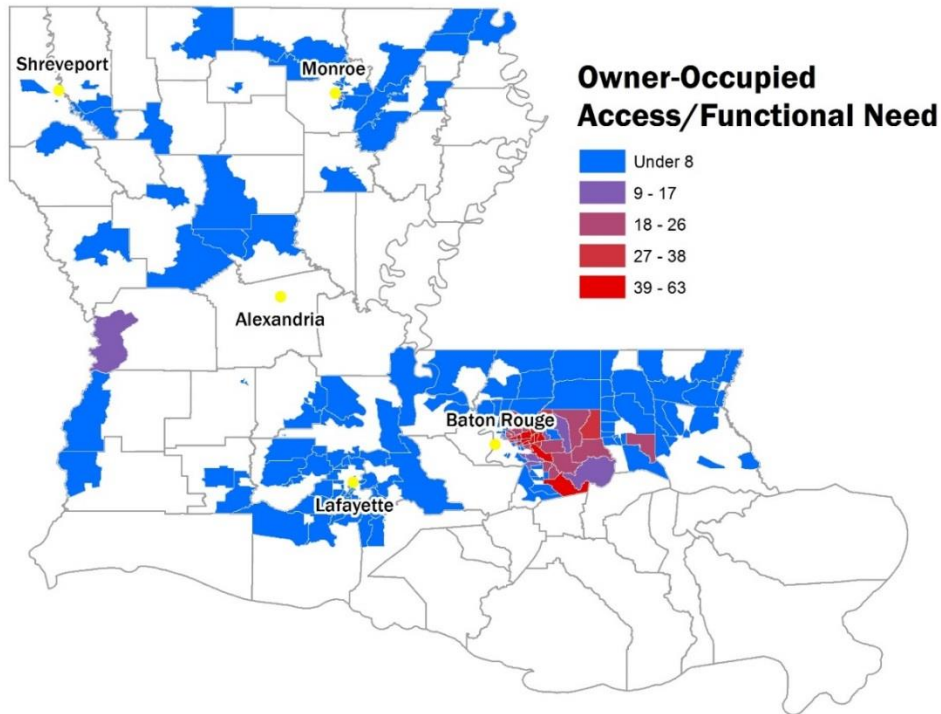 Shreveport
Monroe
Owner-Occupied
Access/Functional Need
Under 8
9 - 17
18 - 26
27 - 38
39 - 63
Alexandria
Baton Rouge
Lafayette